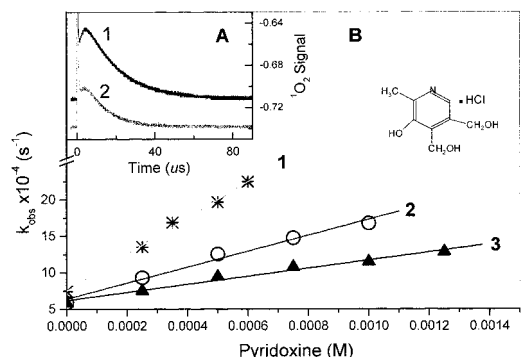 A
B
1
2
-0.64
-0.68
-0.72
¹O₂ Signal
0
40
80
Time (us)
N
H₃C
• HCl
HO
CH₂OH
CH₂OH
1
2
3
k_obs x10⁻⁴ (s⁻¹)
25
20
15
10
5
0.0000 0.0002 0.0004 0.0006 0.0008 0.0010 0.0012 0.0014
Pyridoxine (M)